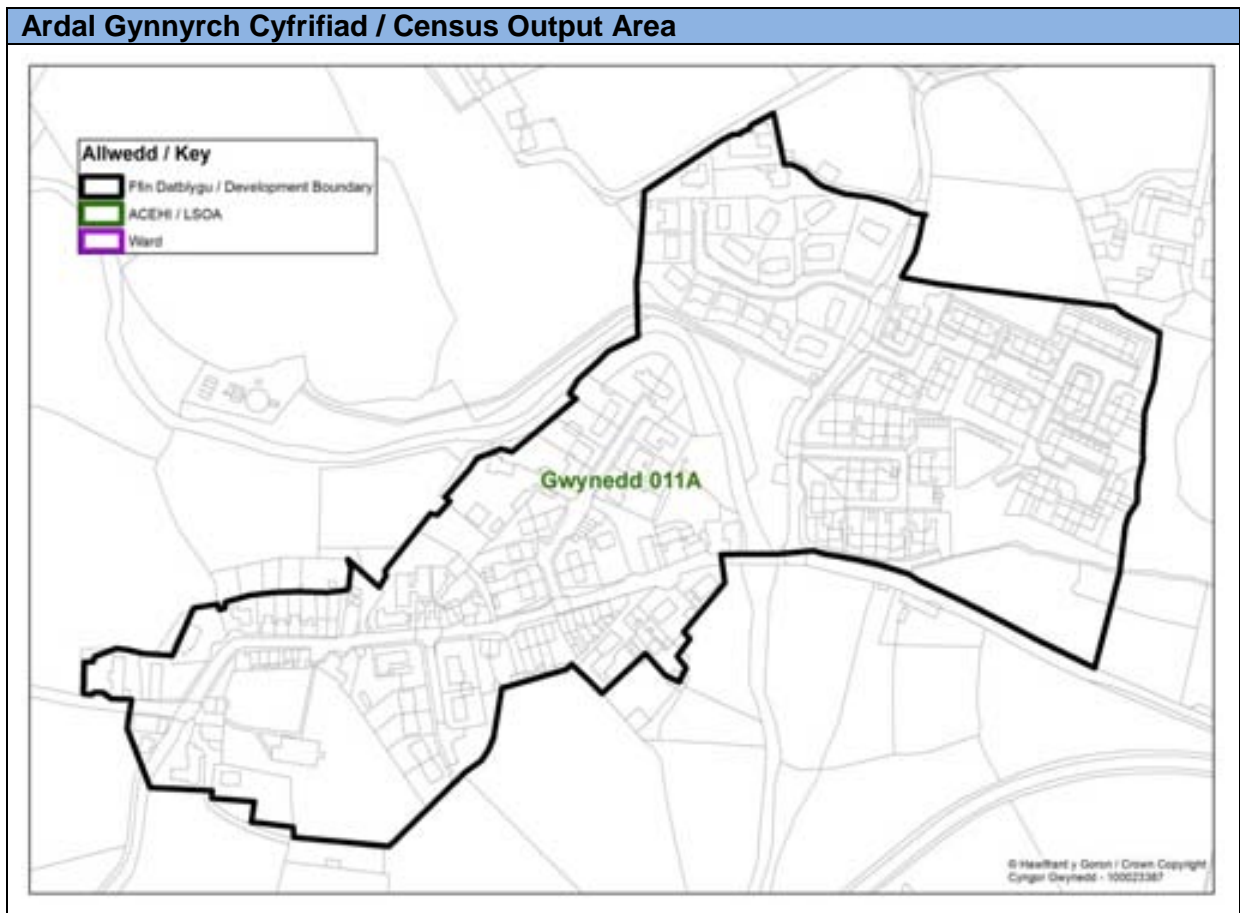 Ardal Gynnyrch Cyfrifiad / Census Output Area
Allwedd / Key
Ffin Datblygu / Development Boundary
ACEHI / LSOA
Ward
Gwynedd 011A
© Hawlfraint y Goron / Crown Copyright
Cyngor Gwynedd - 100023387